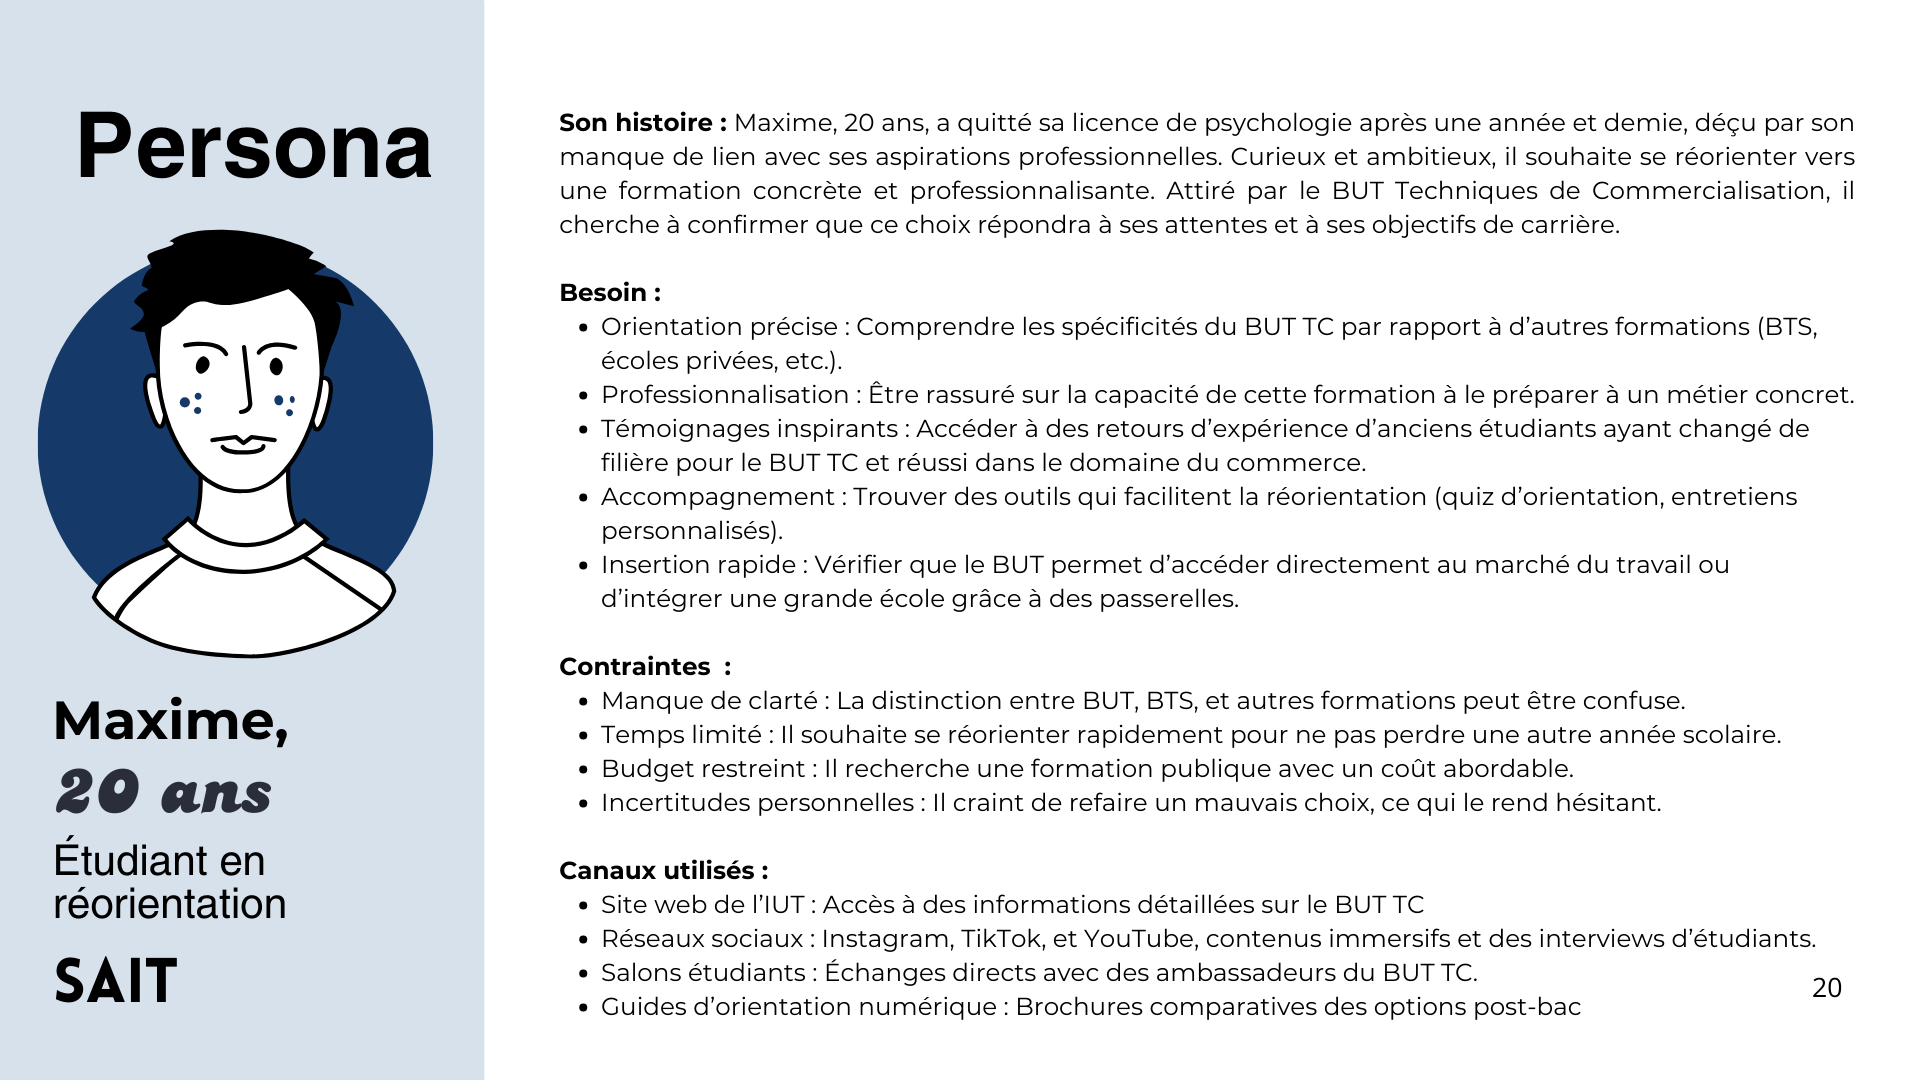 Persona
Maxime,
20 ans
Étudiant en
réorientation
SAIT
Son histoire : Maxime, 20 ans, a quitté sa licence de psychologie après une année et demie, déçu par son
manque de lien avec ses aspirations professionnelles. Curieux et ambitieux, il souhaite se réorienter vers
une formation concrète et professionnalisante. Attiré par le BUT Techniques de Commercialisation, il
cherche à confirmer que ce choix répondra à ses attentes et à ses objectifs de carrière.
Besoin :
• Orientation précise : Comprendre les spécificités du BUT TC par rapport à d’autres formations (BTS,
écoles privées, etc.).
• Professionnalisation : Être rassuré sur la capacité de cette formation à le préparer à un métier concret.
• Témoignages inspirants : Accéder à des retours d’expérience d’anciens étudiants ayant changé de
filière pour le BUT TC et réussi dans le domaine du commerce.
• Accompagnement : Trouver des outils qui facilitent la réorientation (quiz d’orientation, entretiens
personnalisés).
• Insertion rapide : Vérifier que le BUT permet d’accéder directement au marché du travail ou
d’intégrer une grande école grâce à des passerelles.
Contraintes  :
• Manque de clarté : La distinction entre BUT, BTS, et autres formations peut être confuse.
• Temps limité : Il souhaite se réorienter rapidement pour ne pas perdre une autre année scolaire.
• Budget restreint : Il recherche une formation publique avec un coût abordable.
• Incertitudes personnelles : Il craint de refaire un mauvais choix, ce qui le rend hésitant.
Canaux utilisés :
• Site web de l’IUT : Accès à des informations détaillées sur le BUT TC
• Réseaux sociaux : Instagram, TikTok, et YouTube, contenus immersifs et des interviews d’étudiants.
• Salons étudiants : Échanges directs avec des ambassadeurs du BUT TC.
• Guides d’orientation numérique : Brochures comparatives des options post-bac
20